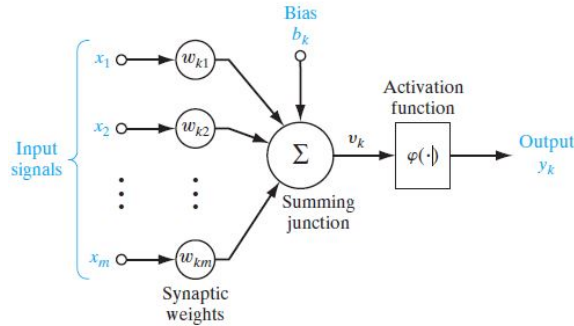 Bias
b_k
x_1
w_k1
Activation
function
x_2
w_k2
Σ
v_k
φ(·)
Output
y_k
Input
signals
Summing
junction
x_m
w_km
Synaptic
weights